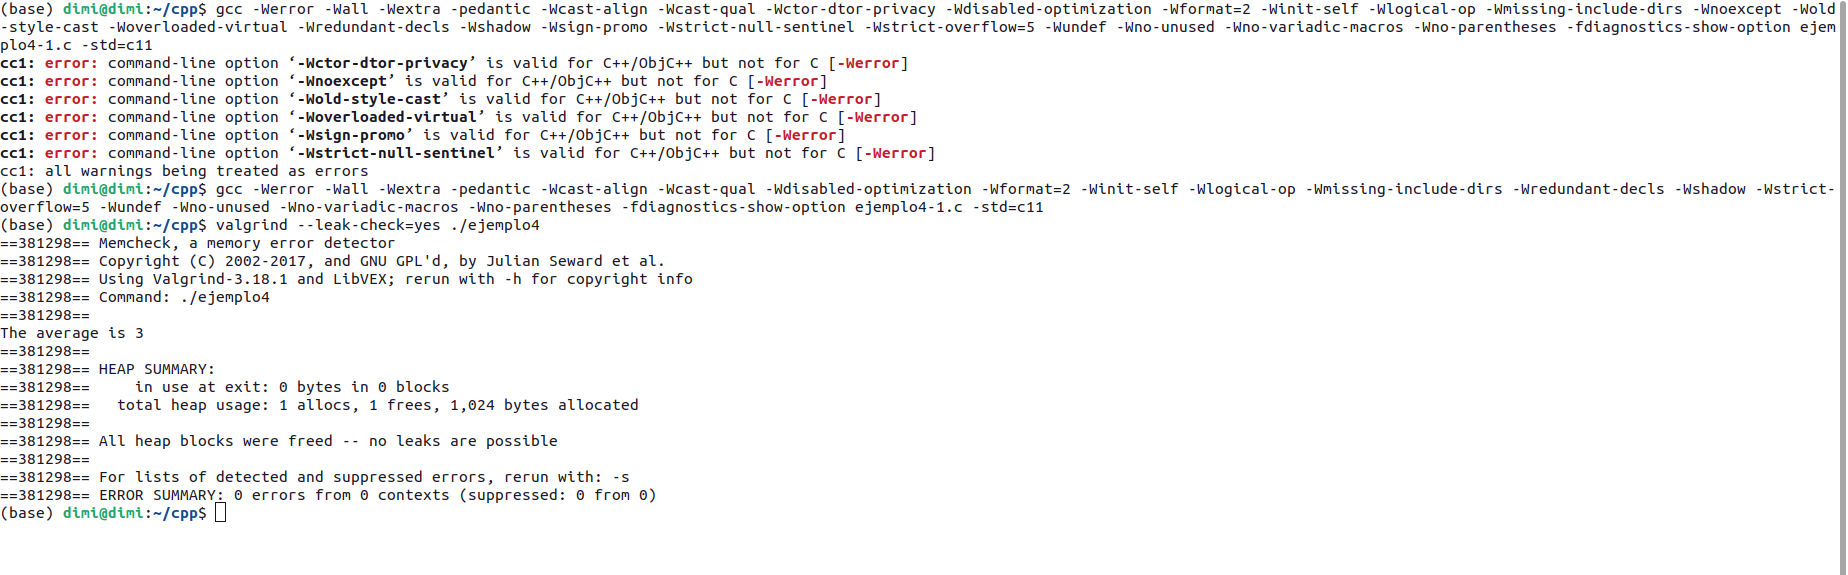 (base) dimi@dimi:~/cpp$ gcc -Werror -Wall -Wextra -pedantic -Wcast-align -Wcast-qual -Wctor-dtor-privacy -Wdisabled-optimization -Wformat=2 -Winit-self -Wlogical-op -Wmissing-include-dirs -Wnoexcept -Wold
-style-cast -Woverloaded-virtual -Wredundant-decls -Wshadow -Wsign-promo -Wstrict-null-sentinel -Wstrict-overflow=5 -Wundef -Wno-unused -Wno-variadic-macros -Wno-parentheses -fdiagnostics-show-option ejem
plo4-1.c -std=c11
cc1: error: command-line option ‘-Wctor-dtor-privacy’ is valid for C++/ObjC++ but not for C [-Werror]
cc1: error: command-line option ‘-Wnoexcept’ is valid for C++/ObjC++ but not for C [-Werror]
cc1: error: command-line option ‘-Wold-style-cast’ is valid for C++/ObjC++ but not for C [-Werror]
cc1: error: command-line option ‘-Woverloaded-virtual’ is valid for C++/ObjC++ but not for C [-Werror]
cc1: error: command-line option ‘-Wsign-promo’ is valid for C++/ObjC++ but not for C [-Werror]
cc1: error: command-line option ‘-Wstrict-null-sentinel’ is valid for C++/ObjC++ but not for C [-Werror]
cc1: all warnings being treated as errors
(base) dimi@dimi:~/cpp$ gcc -Werror -Wall -Wextra -pedantic -Wcast-align -Wcast-qual -Wdisabled-optimization -Wformat=2 -Winit-self -Wlogical-op -Wmissing-include-dirs -Wredundant-decls -Wshadow -Wstrict-
overflow=5 -Wundef -Wno-unused -Wno-variadic-macros -Wno-parentheses -fdiagnostics-show-option ejemplo4-1.c -std=c11
(base) dimi@dimi:~/cpp$ valgrind --leak-check=yes ./ejemplo4
==381298== Memcheck, a memory error detector
==381298== Copyright (C) 2002-2017, and GNU GPL'd, by Julian Seward et al.
==381298== Using Valgrind-3.18.1 and LibVEX; rerun with -h for copyright info
==381298== Command: ./ejemplo4
==381298==
The average is 3
==381298==
==381298== HEAP SUMMARY:
==381298==     in use at exit: 0 bytes in 0 blocks
==381298==   total heap usage: 1 allocs, 1 frees, 1,024 bytes allocated
==381298==
==381298== All heap blocks were freed -- no leaks are possible
==381298==
==381298== For lists of detected and suppressed errors, rerun with: -s
==381298== ERROR SUMMARY: 0 errors from 0 contexts (suppressed: 0 from 0)
(base) dimi@dimi:~/cpp$